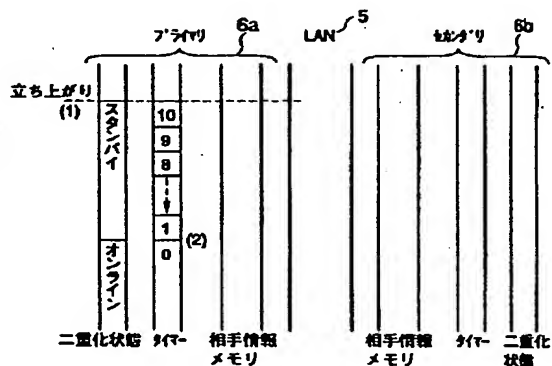 プライマリ 6a LAN 5 セカンダリ 6b
立ち上がり
(1)
スタンバイ
10
9
8
1
(2)
オンライン
0
二重化状態 タイマー 相手情報メモリ
相手情報メモリ タイマー 二重化状態